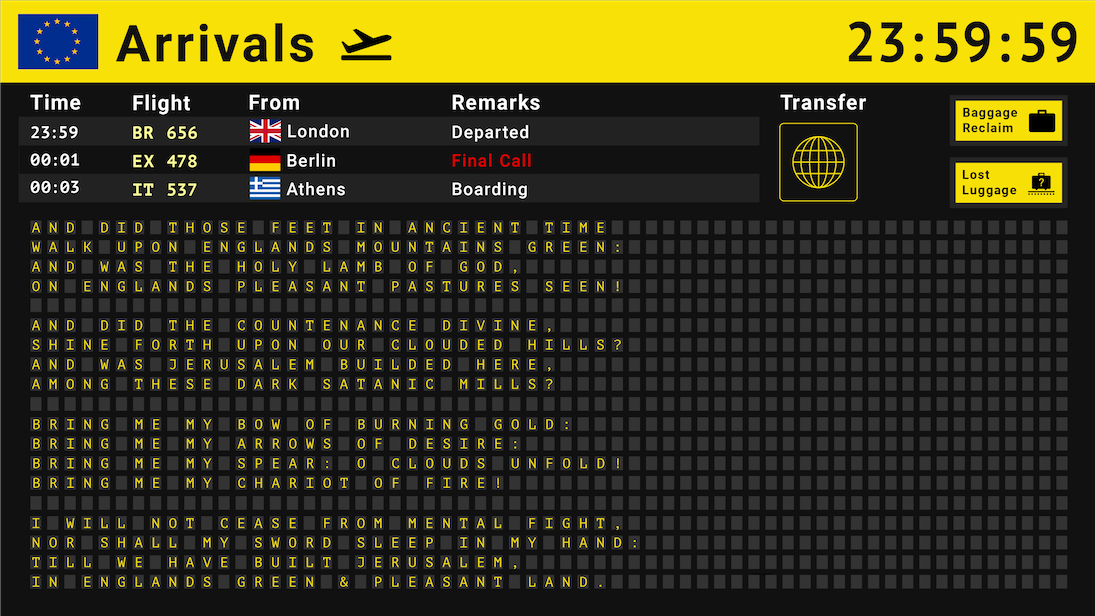 Arrivals 23:59:59
Time Flight From Remarks Transfer
23:59 BR 656 London Departed
00:01 EX 478 Berlin Final Call
00:03 IT 537 Athens Boarding
Baggage
Reclaim
Lost
Luggage
?
AND DID THOSE FEET IN ANCIENT TIME
WALK UPON ENGLANDS MOUNTAINS GREEN:
AND WAS THE HOLY LAMB OF GOD,
ON ENGLANDS PLEASANT PASTURES SEEN!
AND DID THE COUNTENANCE DIVINE,
SHINE FORTH UPON OUR CLOUDED HILLS?
AND WAS JERUSALEM BUILDED HERE,
AMONG THESE DARK SATANIC MILLS?
BRING ME MY BOW OF BURNING GOLD:
BRING ME MY ARROWS OF DESIRE:
BRING ME MY SPEAR: O CLOUDS UNFOLD!
BRING ME MY CHARIOT OF FIRE!
I WILL NOT CEASE FROM MENTAL FIGHT,
NOR SHALL MY SWORD SLEEP IN MY HAND:
TILL WE HAVE BUILT JERUSALEM,
IN ENGLANDS GREEN & PLEASANT LAND.